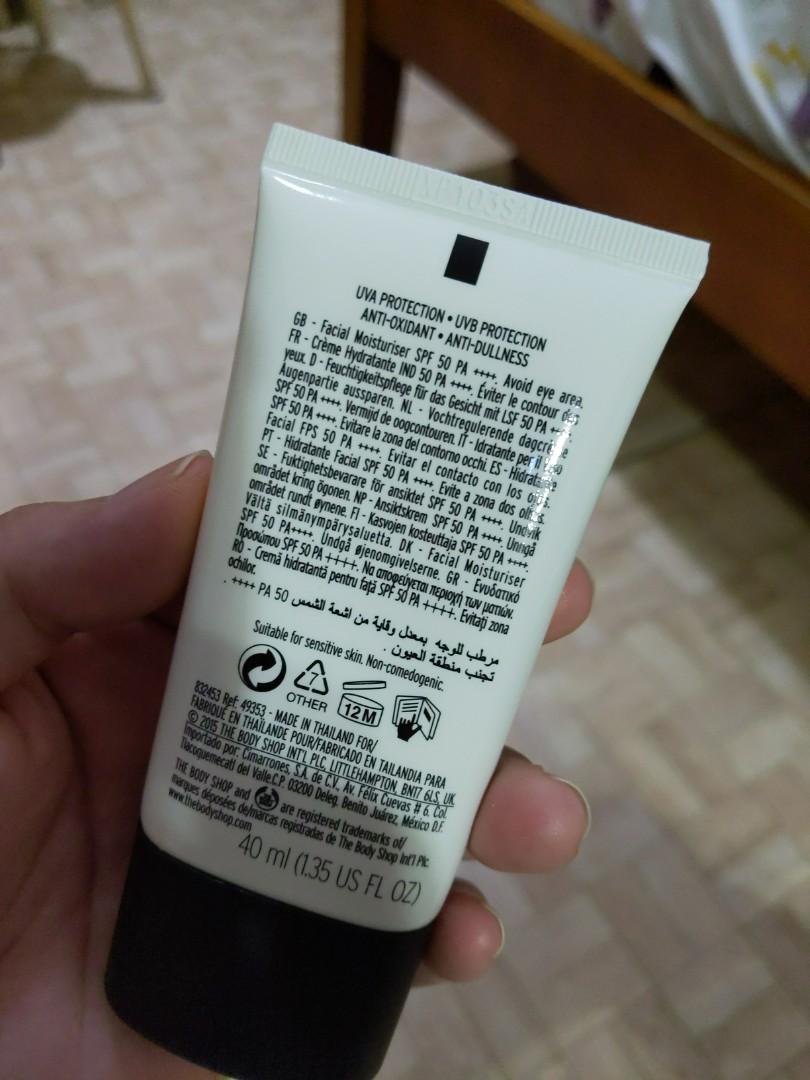 XP103SA
UVA PROTECTION • UVB PROTECTION
ANTI-OXIDANT • ANTI-DULLNESS
GB - Facial Moisturiser SPF 50 PA ++++. Avoid eye area.
FR - Crème Hydratante IND 50 PA ++++. Éviter le contour des
yeux. D - Feuchtigkeitspflege für das Gesicht mit LSF 50 PA ++++.
Augenpartie aussparen. NL - Vochtregulerende dagcrème
SPF 50 PA ++++. Vermijd de oogcontouren. IT - Idratante per il viso
SPF 50 PA ++++. Evitare la zona del contorno occhi. ES - Hidratante
Facial FPS 50 PA ++++. Evitar el contacto con los ojos.
PT - Hidratante Facial SPF 50 PA ++++. Evite a zona dos olhos.
SE - Fuktighetsbevarare för ansiktet SPF 50 PA ++++. Undvik
området kring ögonen. NP - Ansiktskrem SPF 50 PA ++++. Unngå
området rundt øynene. FI - Kasvojen kosteuttaja SPF 50 PA ++++.
Vältä silmänympärysaluetta. DK - Facial Moisturiser
SPF 50 PA++++. Undgå øjenomgivelserne. GR - Ενυδατικό
Προσώπου SPF 50 PA ++++. Να αποφεύγεται περιοχή των ματιών.
RO - Cremă hidratantă pentru față SPF 50 PA ++++. Evitați zona
ochilor.
مرطب للوجه بمعدل وقاية من اشعة الشمس 50 PA ++++ .
تجنب منطقة العيون .
Suitable for sensitive skin. Non-comedogenic.
7
OTHER
12M
832453 Ref: 49353 - MADE IN THAILAND FOR/
FABRIQUÉ EN THAÏLANDE POUR/FABRICADO EN TAILANDIA PARA
© 2015 THE BODY SHOP INT'L PLC, LITTLEHAMPTON, BN17 6LS, UK.
Importado por: Cimarrones, S.A. de C.V., Av. Félix Cuevas # 6, Col.
Tlacoquemecatl del Valle,C.P. 03200 Deleg. Benito Juárez, México D.F.
THE BODY SHOP and are registered trademarks of/
marques déposées de/marcas registradas de The Body Shop Int'l Plc.
www.thebodyshop.com
40 ml (1.35 US FL OZ)